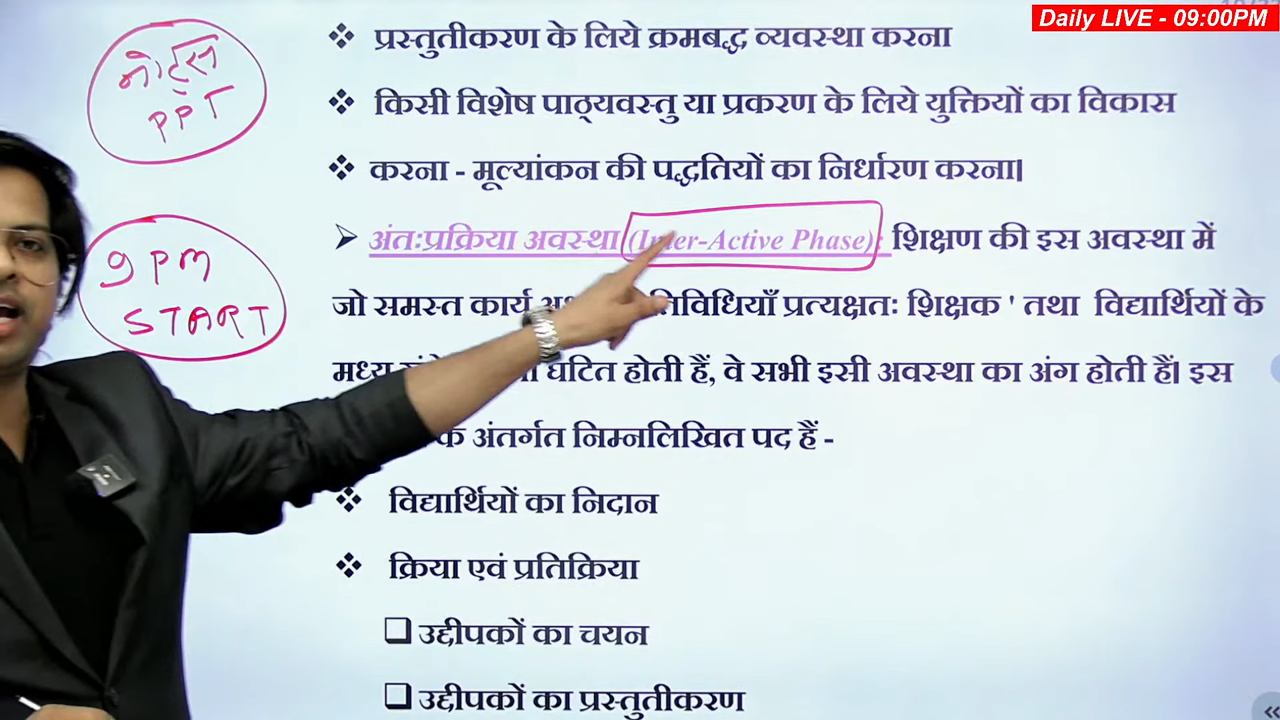 Daily LIVE - 09:00PM
नोट्स
PPT
9 PM
START
❖ प्रस्तुतीकरण के लिये क्रमबद्ध व्यवस्था करना
❖ किसी विशेष पाठ्यवस्तु या प्रकरण के लिये युक्तियों का विकास
❖ करना - मूल्यांकन की पद्धतियों का निर्धारण करना।
➢ अंतःप्रक्रिया अवस्था (Inter-Active Phase): शिक्षण की इस अवस्था में
जो समस्त कार्य प्रत्यक्षतः शिक्षक ' तथा विद्यार्थियों के
मध्य घटित होती हैं, वे सभी इसी अवस्था का अंग होती हैं। इस
के अंतर्गत निम्नलिखित पद हैं -
❖ विद्यार्थियों का निदान
❖ क्रिया एवं प्रतिक्रिया
❑ उद्दीपकों का चयन
❑ उद्दीपकों का प्रस्तुतीकरण